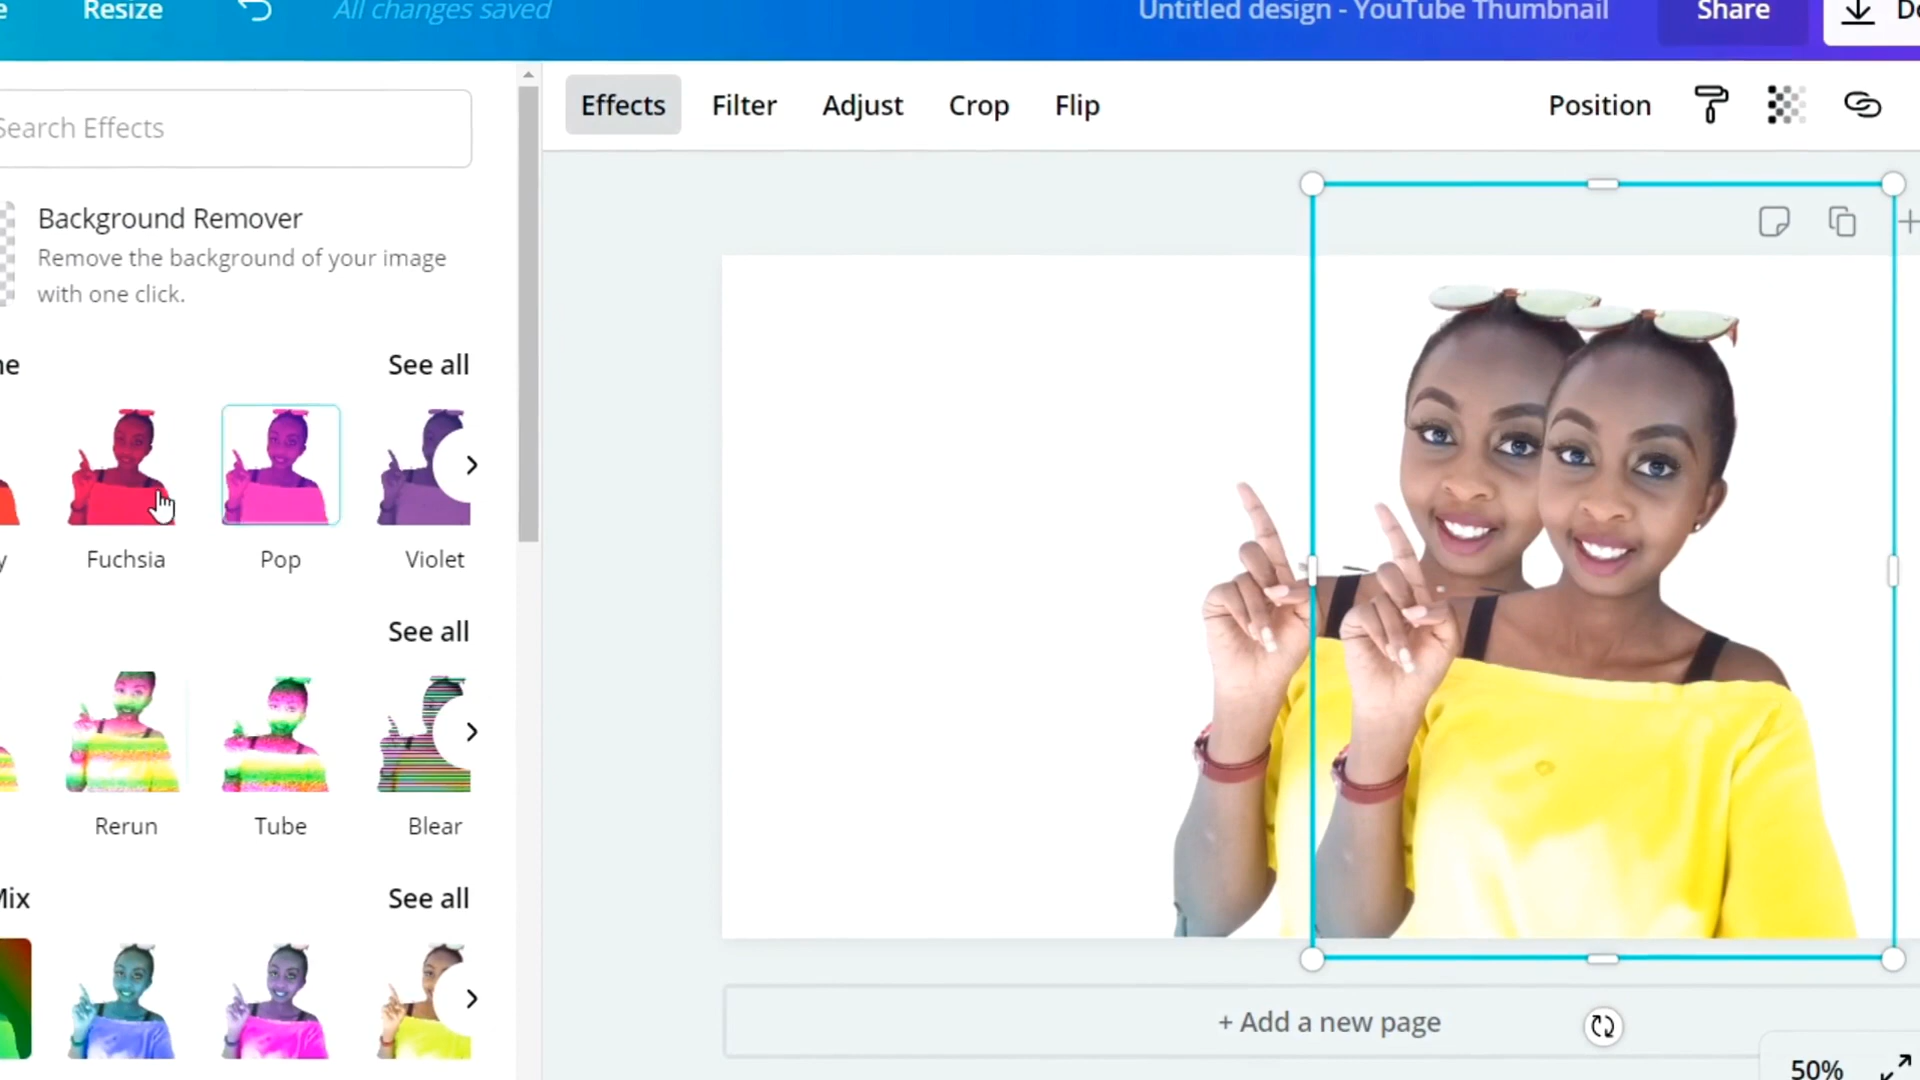 Resize
All changes saved
Untitled design - YouTube Thumbnail
Share
Search Effects
Effects
Filter
Adjust
Crop
Flip
Position
Background Remover
Remove the background of your image
with one click.
See all
Fuchsia
Pop
Violet
See all
Rerun
Tube
Blear
See all
+ Add a new page
50%